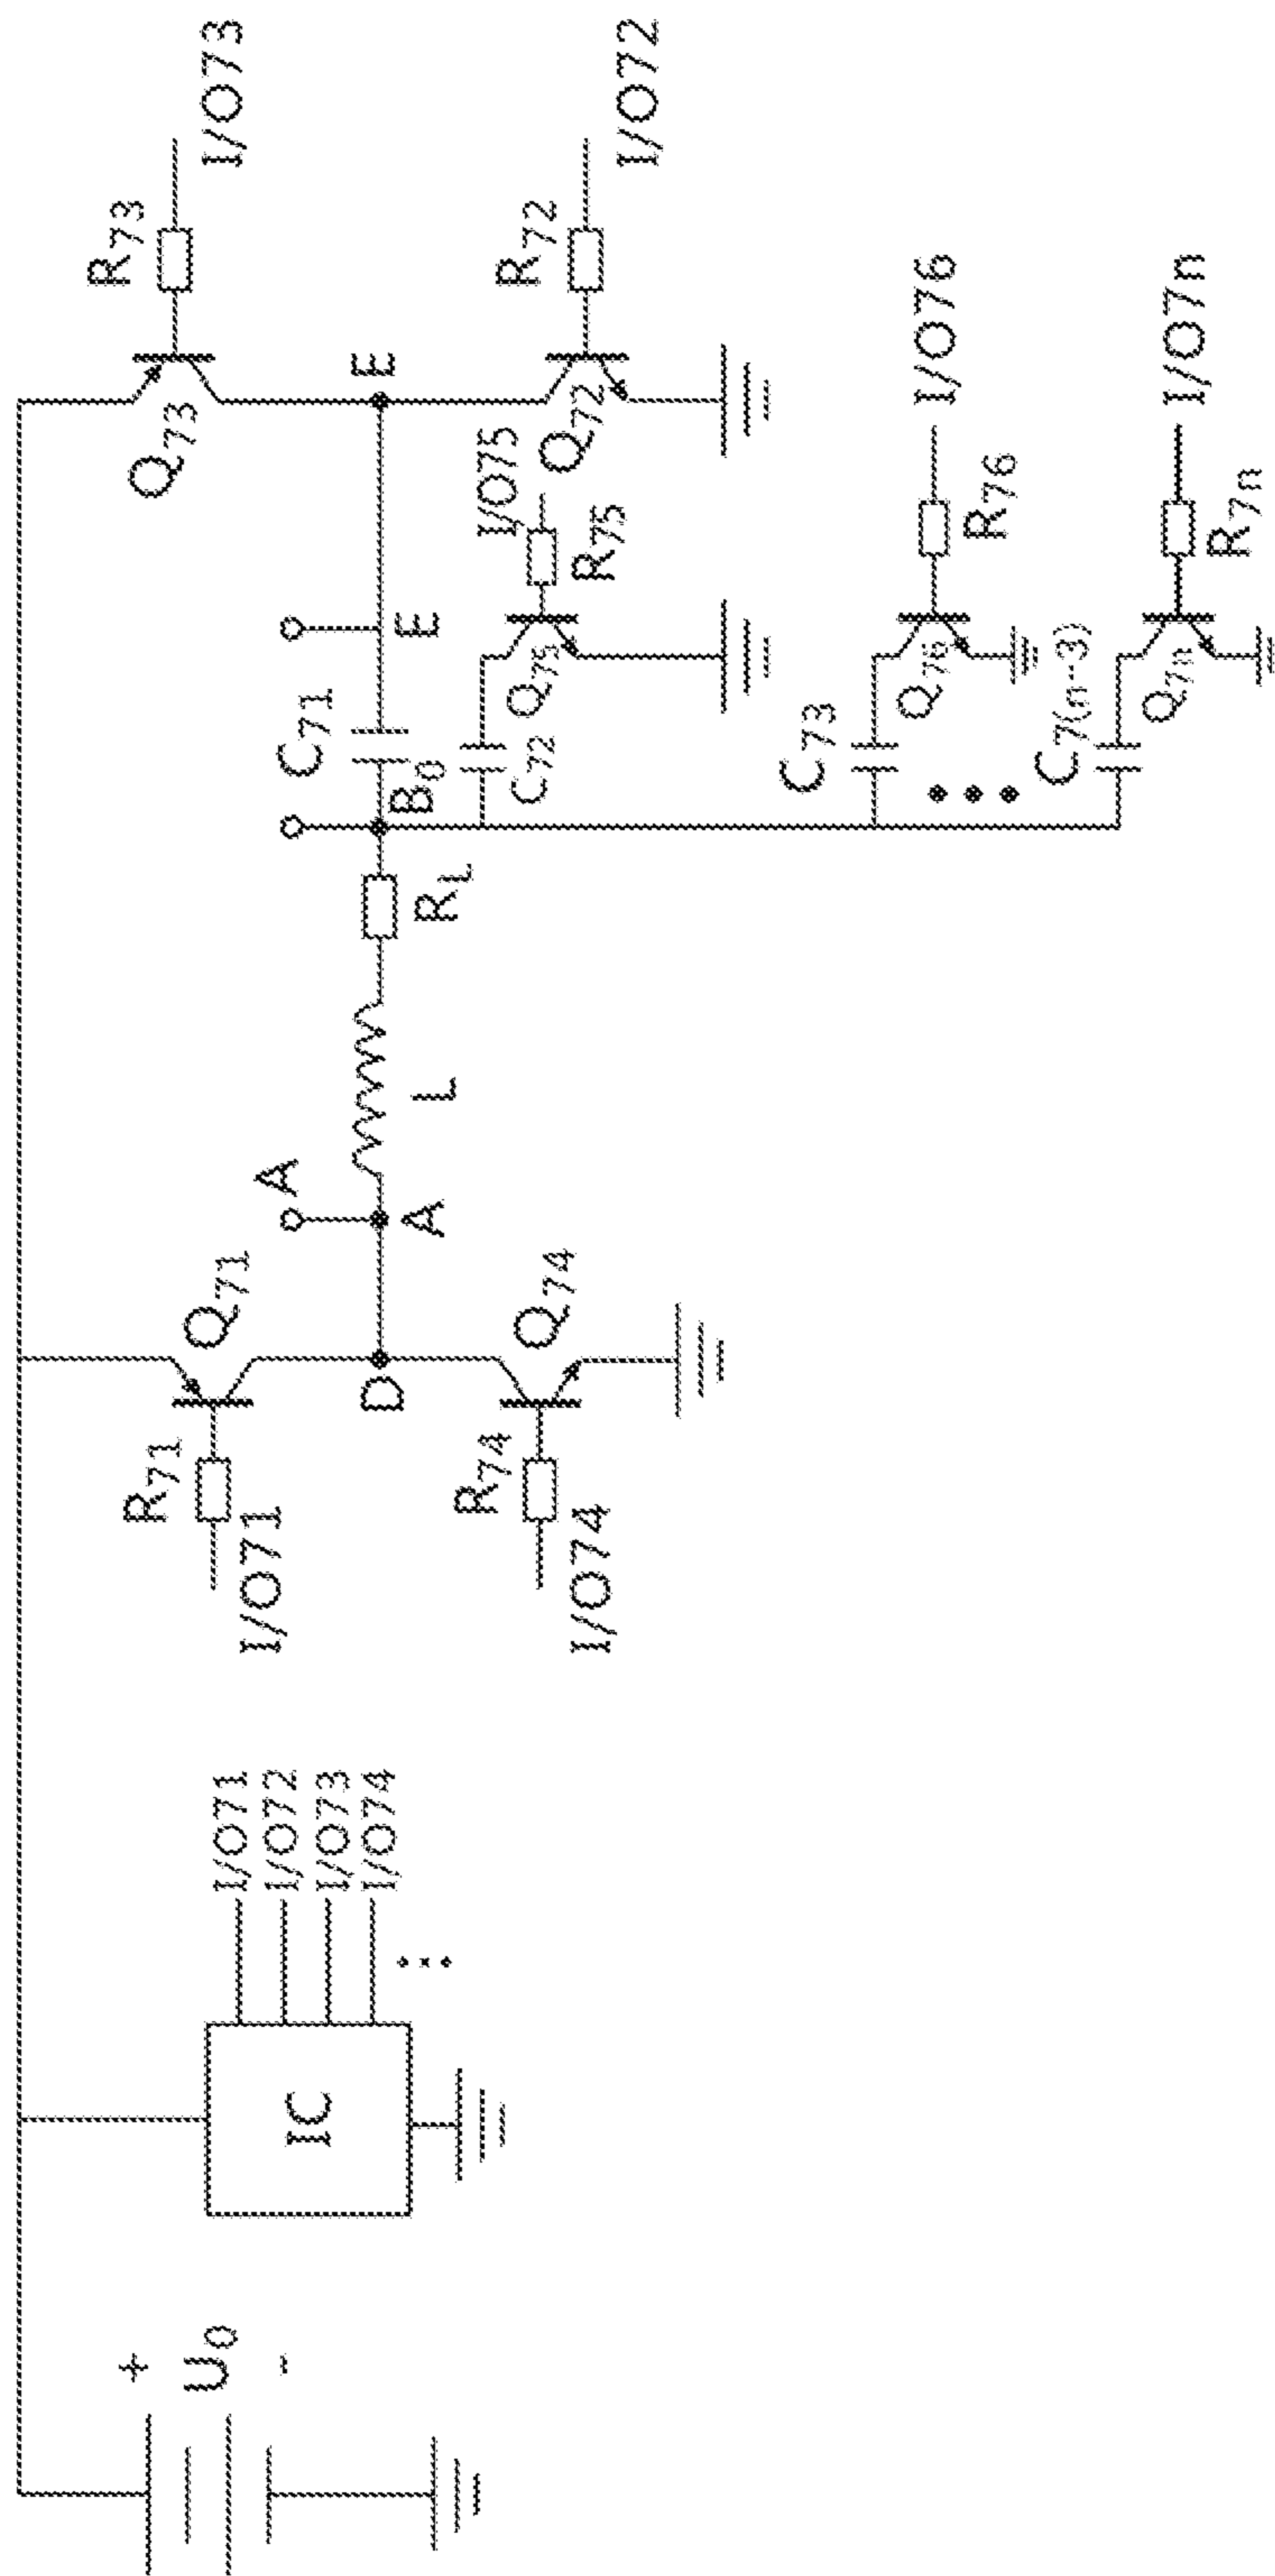 +
U0
-
IC
I/O71
I/O72
I/O73
I/O74
R71
I/O71
Q71
R74
I/O74
Q74
D
A
A
L
RL
B0
C71
E
E
Q73
R73
I/O73
Q72
R72
I/O72
C72
Q75
R75
I/O75
C73
Q76
R76
I/O76
C7(n-3)
Q7n
R7n
I/O7n